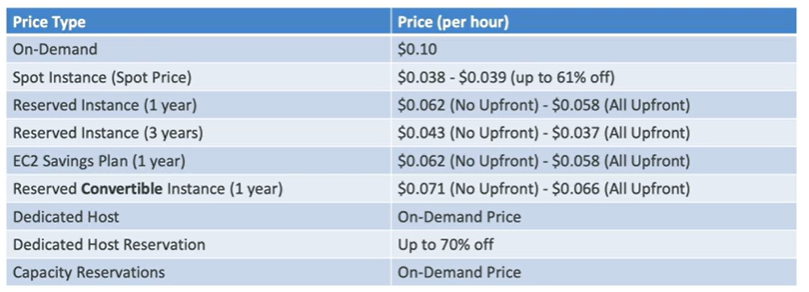 Price Type Price (per hour)
On-Demand $0.10
Spot Instance (Spot Price) $0.038 - $0.039 (up to 61% off)
Reserved Instance (1 year) $0.062 (No Upfront) - $0.058 (All Upfront)
Reserved Instance (3 years) $0.043 (No Upfront) - $0.037 (All Upfront)
EC2 Savings Plan (1 year) $0.062 (No Upfront) - $0.058 (All Upfront)
Reserved Convertible Instance (1 year) $0.071 (No Upfront) - $0.066 (All Upfront)
Dedicated Host On-Demand Price
Dedicated Host Reservation Up to 70% off
Capacity Reservations On-Demand Price